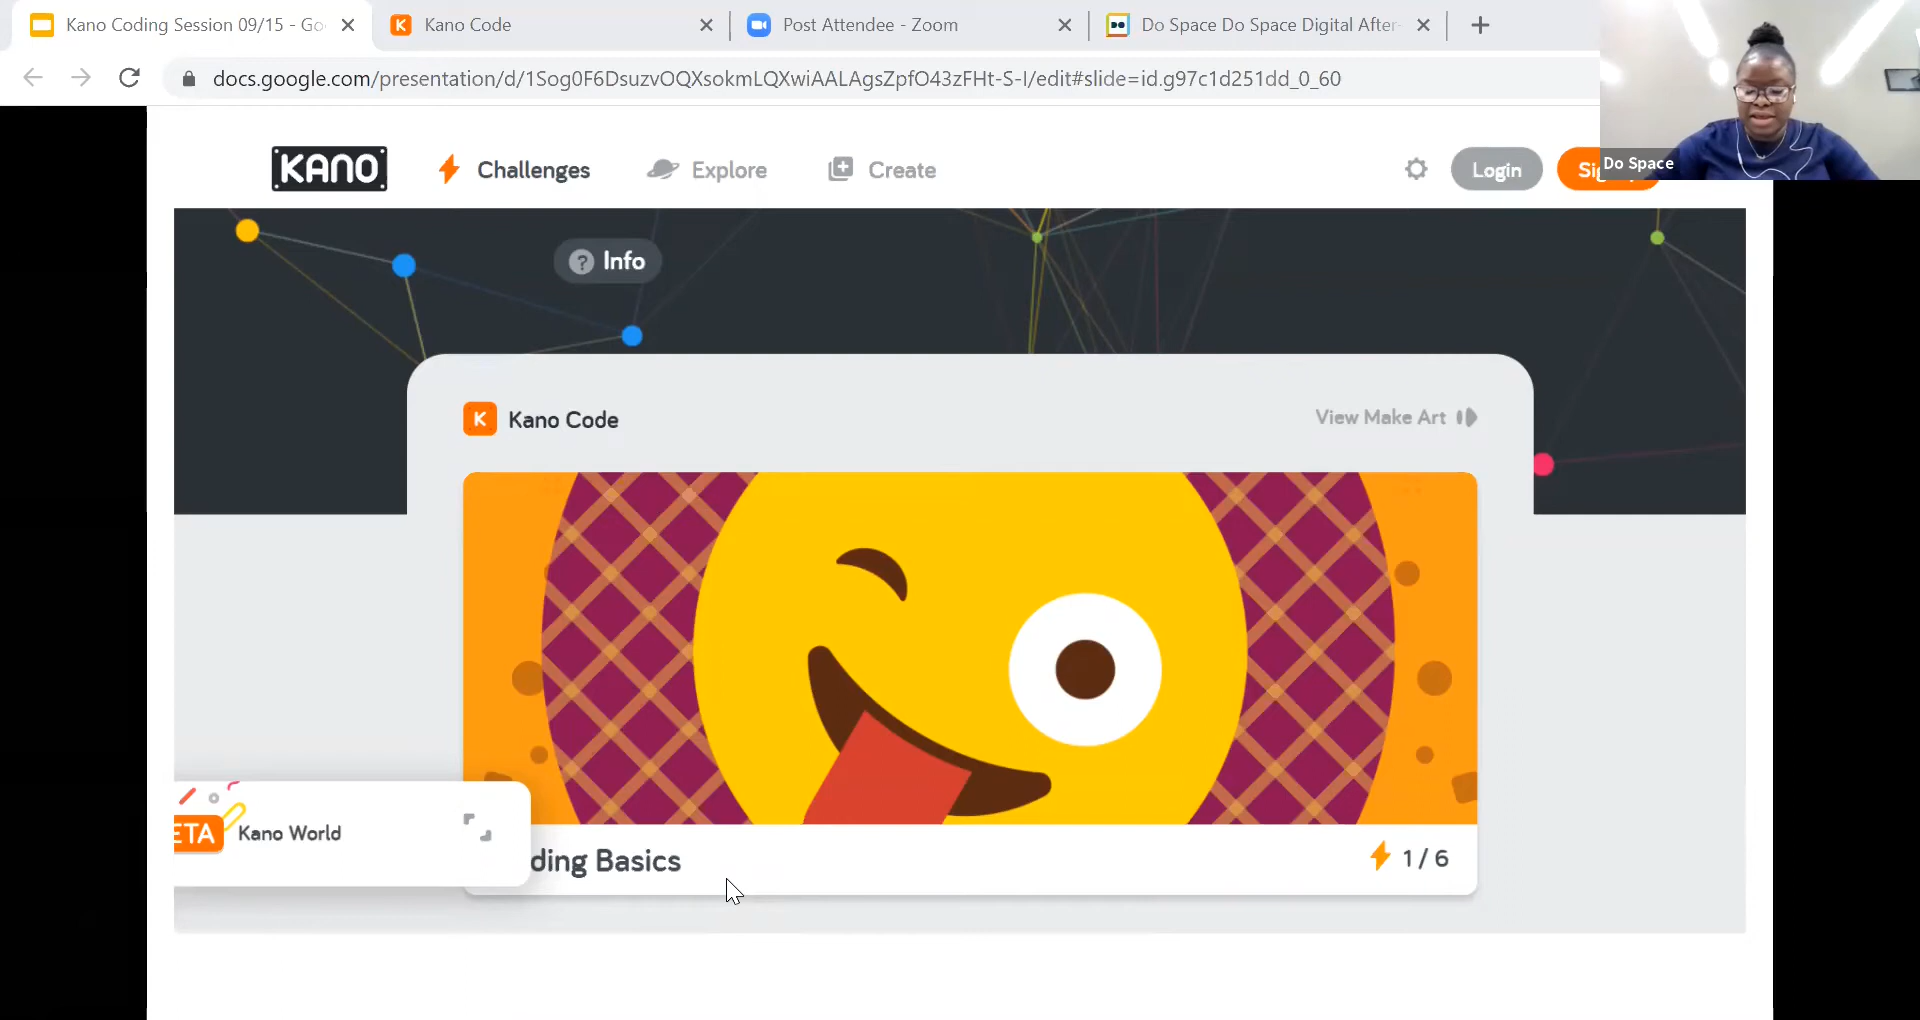 Kano Coding Session 09/15 - Go
Kano Code
Post Attendee - Zoom
Do Space Do Space Digital After-
docs.google.com/presentation/d/1Sog0F6DsuzvOQXsokmLQXwiAALAgsZpfO43zFHt-S-I/edit#slide=id.g97c1d251dd_0_60
KANO
Challenges
Explore
Create
Login
Do Space
? Info
K Kano Code
View Make Art
ETA Kano World
ding Basics
1 / 6